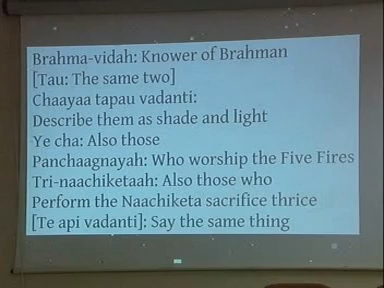 Brahma-vidah: Knower of Brahman
[Tau: The same two]
Chaayaa tapau vadanti:
Describe them as shade and light
Ye cha: Also those
Panchaagnayah: Who worship the Five Fires
Tri-naachiketaah: Also those who
Perform the Naachiketa sacrifice thrice
[Te api vadanti]: Say the same thing